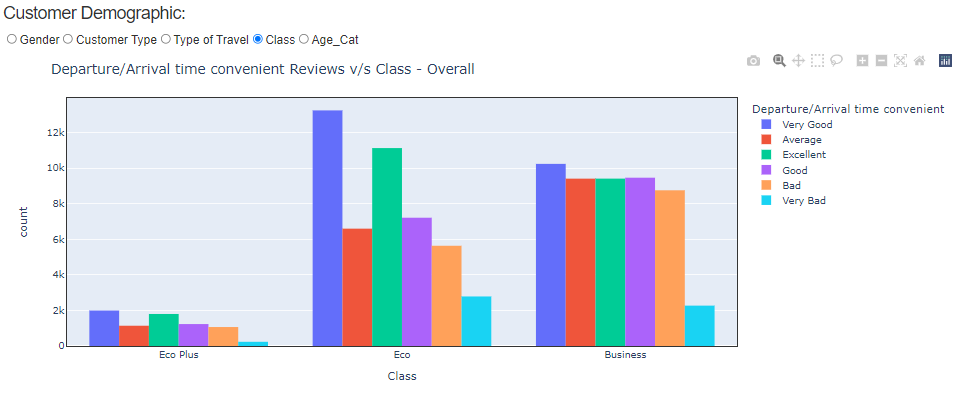 Customer Demographic:
Gender Customer Type Type of Travel Class Age_Cat
Departure/Arrival time convenient Reviews v/s Class - Overall
Departure/Arrival time convenient
Very Good
Average
Excellent
Good
Bad
Very Bad
12k
10k
8k
6k
4k
2k
0
count
Eco Plus Eco Business
Class